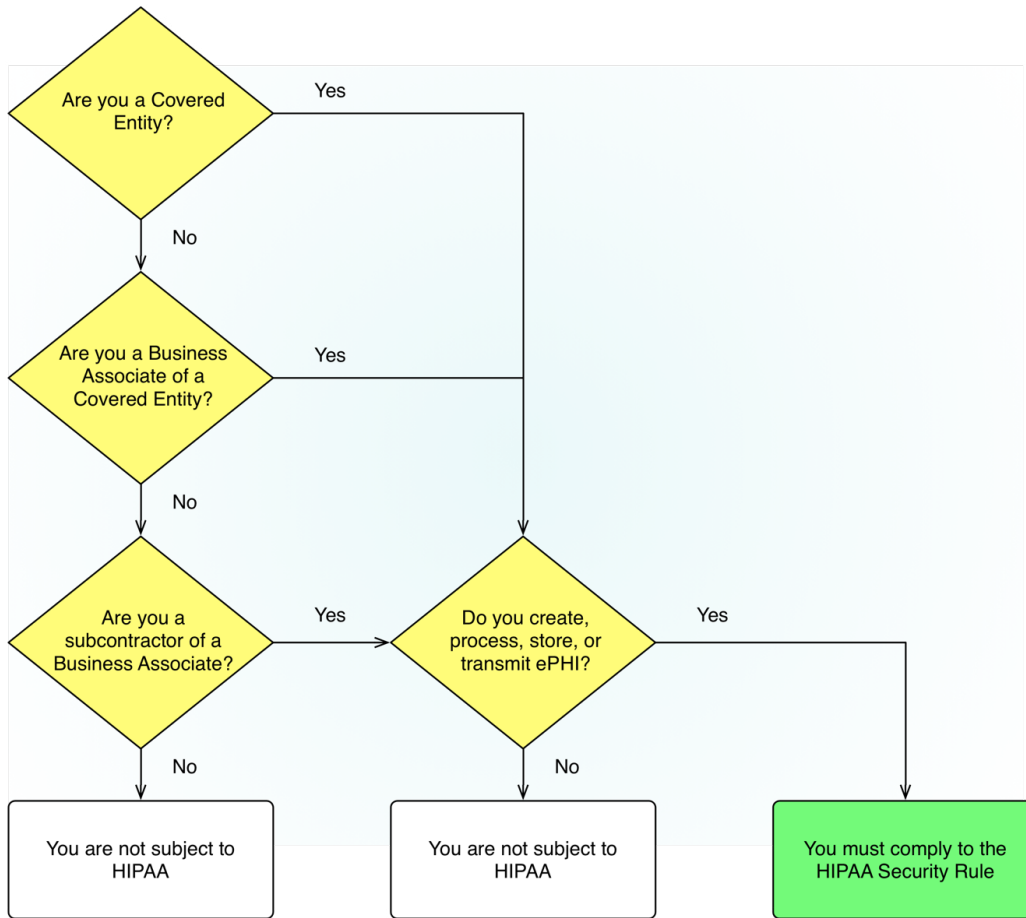 Are you a Covered
Entity?
Yes
No
Are you a Business
Associate of a
Covered Entity?
Yes
No
Are you a
subcontractor of a
Business Associate?
Yes
Do you create,
process, store, or
transmit ePHI?
Yes
No
No
You are not subject to
HIPAA
You are not subject to
HIPAA
You must comply to the
HIPAA Security Rule